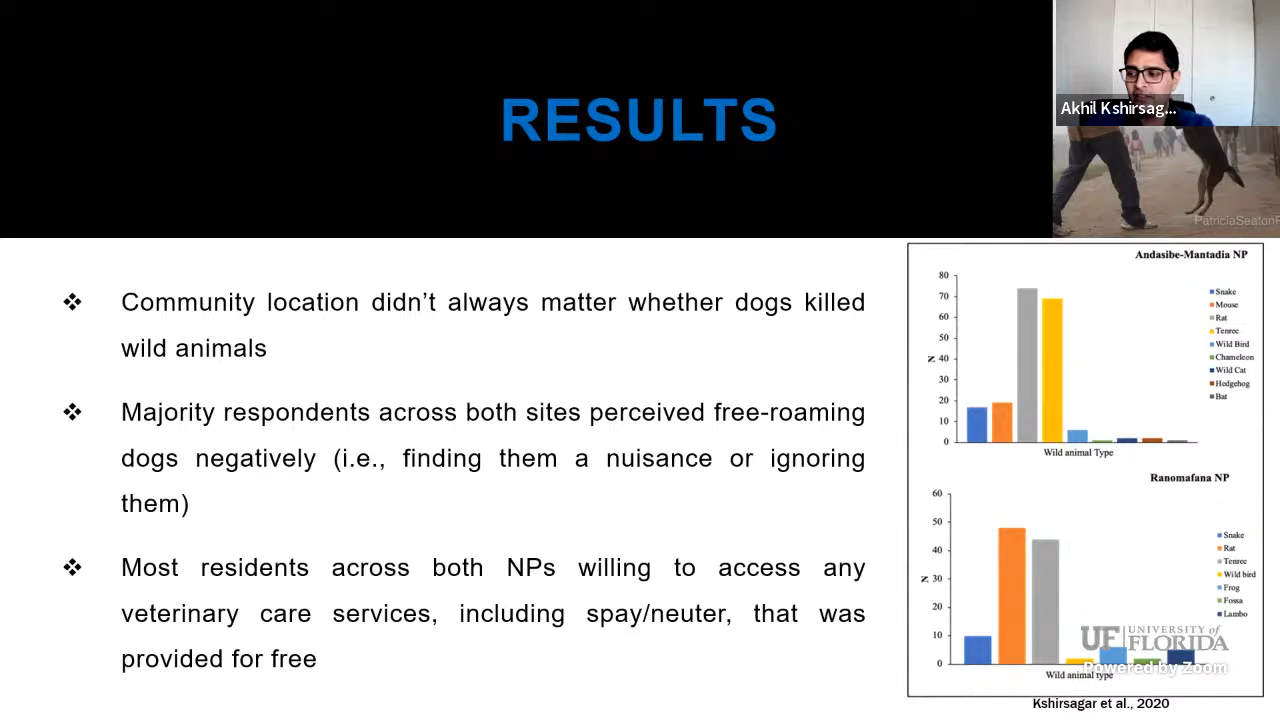 RESULTS
Akhil Kshirsag...
❖ Community location didn’t always matter whether dogs killed
wild animals
❖ Majority respondents across both sites perceived free-roaming
dogs negatively (i.e., finding them a nuisance or ignoring
them)
❖ Most residents across both NPs willing to access any
veterinary care services, including spay/neuter, that was
provided for free
Andasibe-Mantadia NP
80
70
60
50
40
30
20
10
0
N
Wild animal Type
Snake
Mouse
Rat
Tenrec
Wild Bird
Chameleon
Wild Cat
Hedgehog
Bat
Ranomafana NP
60
50
40
30
20
10
0
N
Wild animal type
Snake
Rat
Tenrec
Wild bird
Frog
Fossa
Lambo
UF UNIVERSITY of
FLORIDA
Powered by Zoom
Kshirsagar et al., 2020